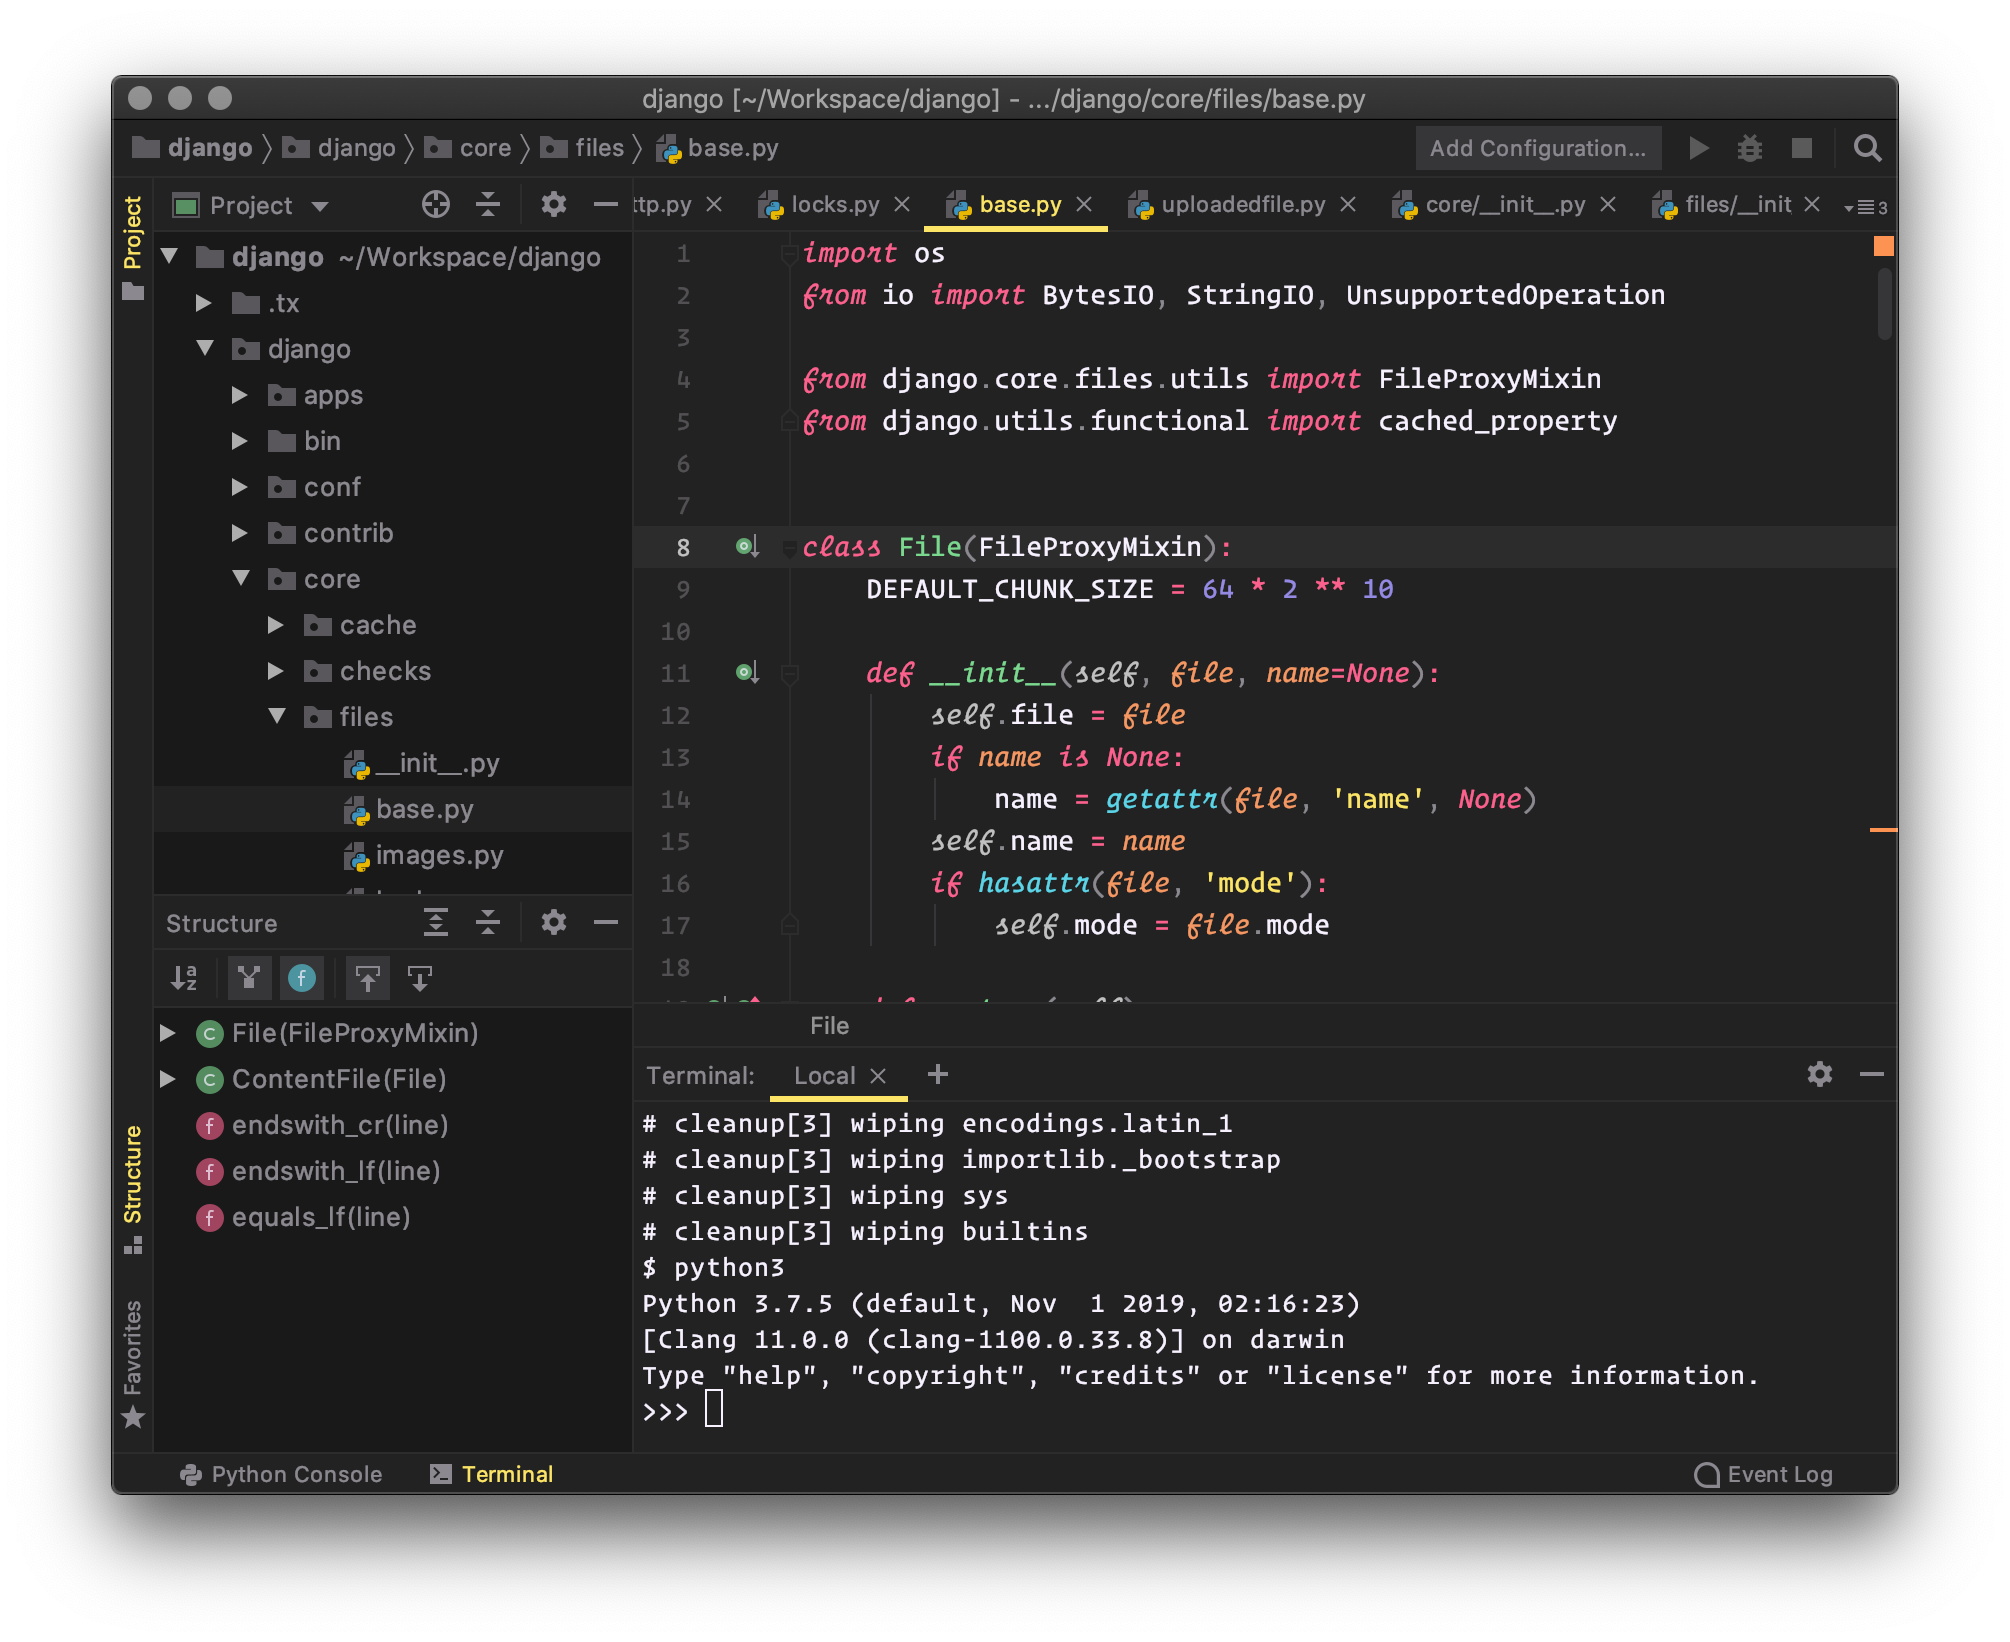 django [~/Workspace/django] - .../django/core/files/base.py
django django core files base.py
Add Configuration...
Project
Project
ttp.py locks.py base.py uploadedfile.py core/__init__.py files/__init 3
django ~/Workspace/django
.tx
django
apps
bin
conf
contrib
core
cache
checks
files
__init__.py
base.py
images.py
1 import os
2 from io import BytesIO, StringIO, UnsupportedOperation
3
4 from django.core.files.utils import FileProxyMixin
5 from django.utils.functional import cached_property
6
7
8 class File(FileProxyMixin):
9 DEFAULT_CHUNK_SIZE = 64 * 2 ** 10
10
11 def __init__(self, file, name=None):
12 self.file = file
13 if name is None:
14 name = getattr(file, 'name', None)
15 self.name = name
16 if hasattr(file, 'mode'):
17 self.mode = file.mode
18
File
Structure
Structure
File(FileProxyMixin)
ContentFile(File)
endswith_cr(line)
endswith_lf(line)
equals_lf(line)
Favorites
Terminal: Local
# cleanup[3] wiping encodings.latin_1
# cleanup[3] wiping importlib._bootstrap
# cleanup[3] wiping sys
# cleanup[3] wiping builtins
$ python3
Python 3.7.5 (default, Nov  1 2019, 02:16:23)
[Clang 11.0.0 (clang-1100.0.33.8)] on darwin
Type "help", "copyright", "credits" or "license" for more information.
>>>
Python Console Terminal Event Log